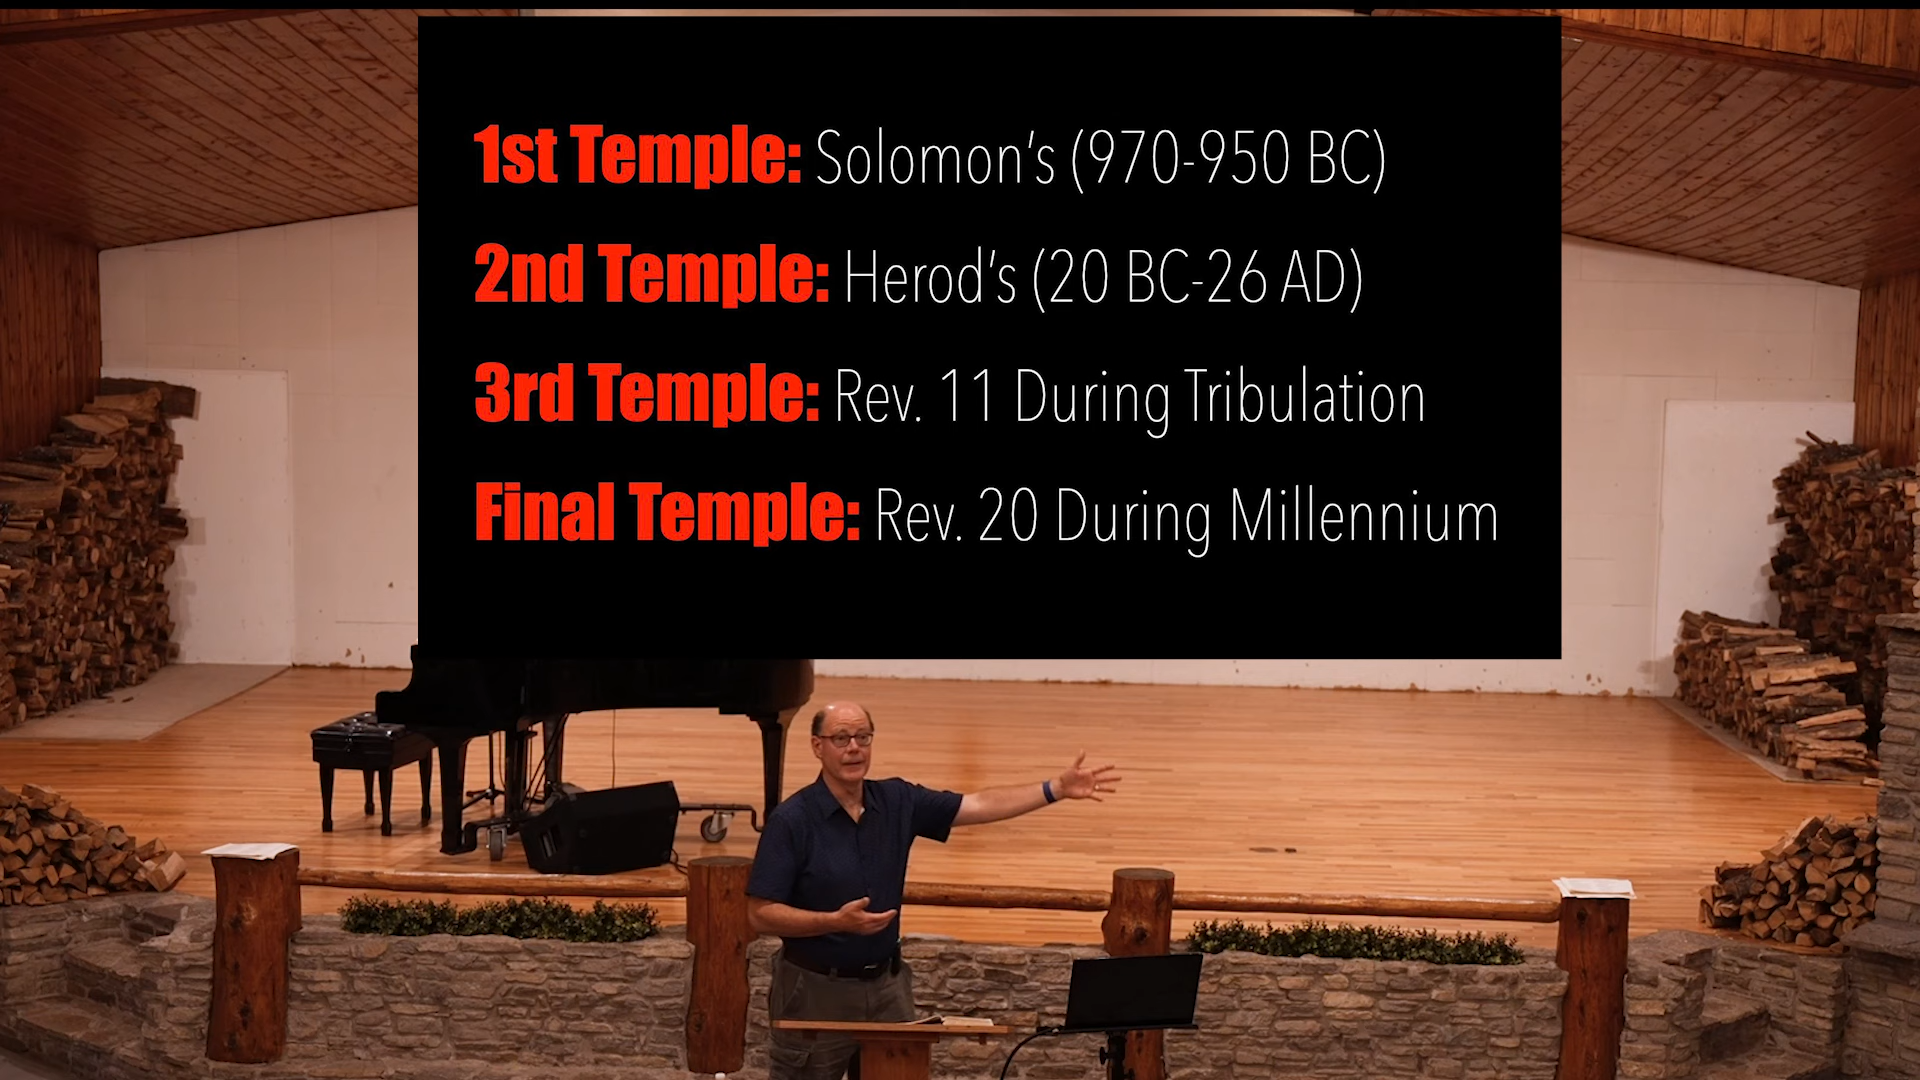 1st Temple: Solomon's (970-950 BC)
2nd Temple: Herod's (20 BC-26 AD)
3rd Temple: Rev. 11 During Tribulation
Final Temple: Rev. 20 During Millennium